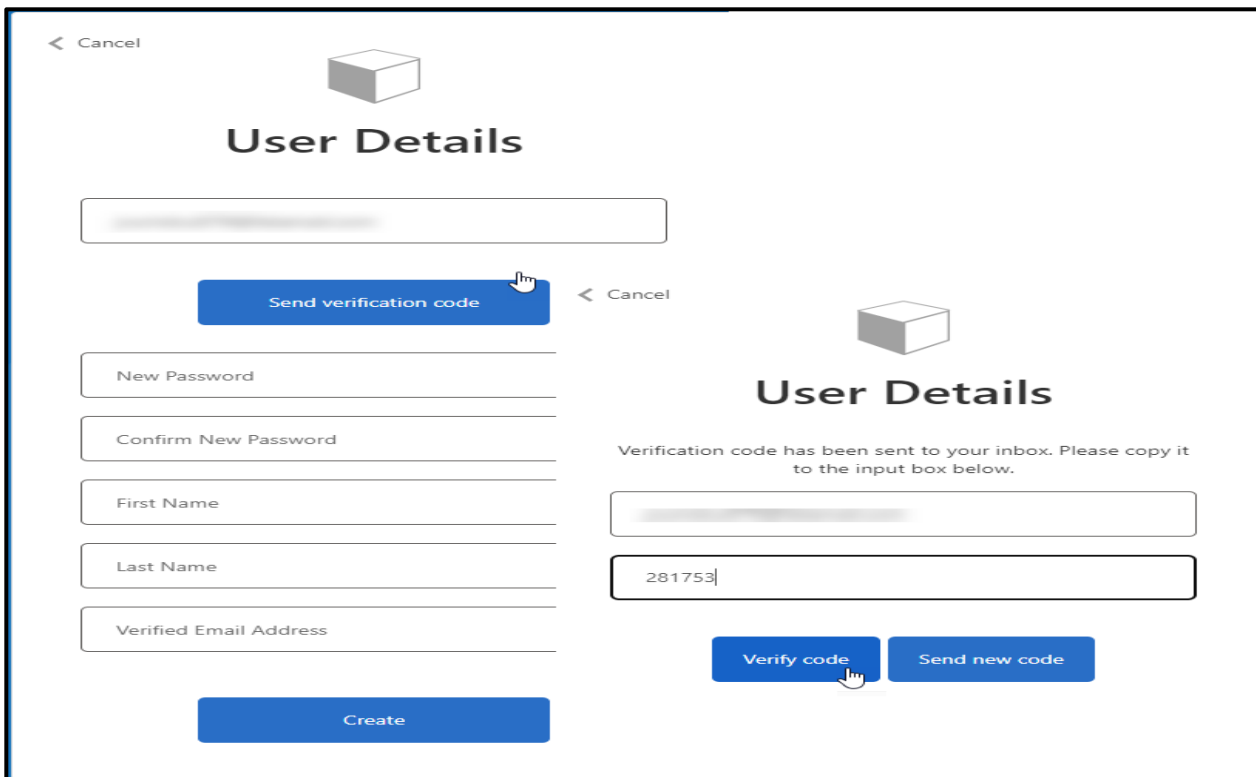 Cancel
User Details
Send verification code
New Password
Confirm New Password
First Name
Last Name
Verified Email Address
Create
Cancel
User Details
Verification code has been sent to your inbox. Please copy it
to the input box below.
281753
Verify code
Send new code